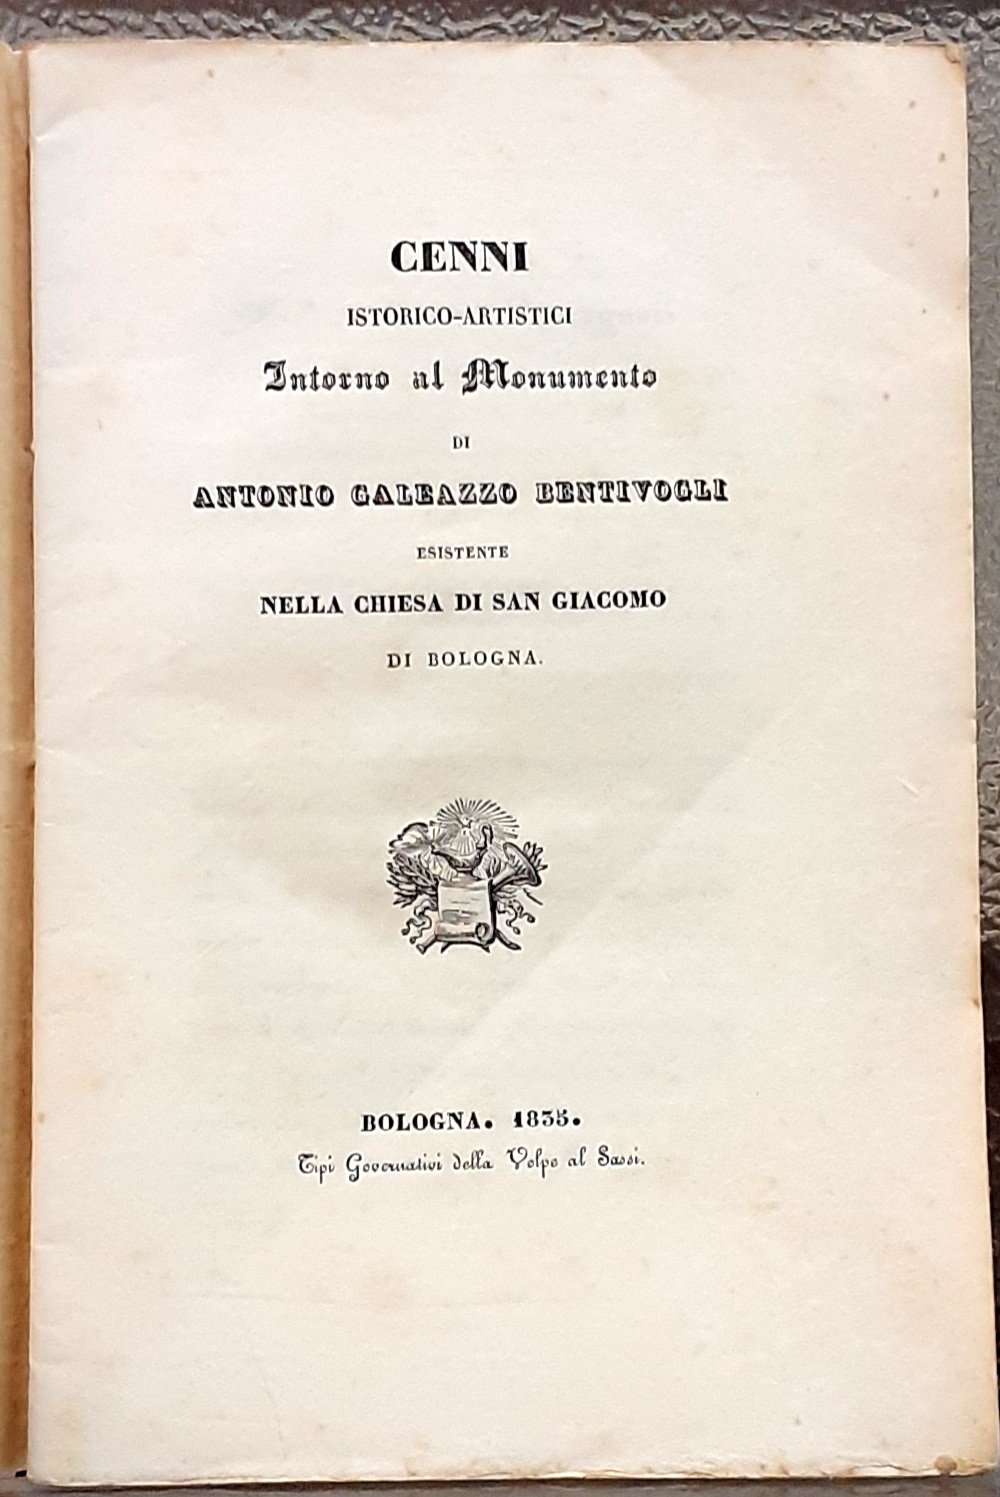 CENNI
ISTORICO-ARTISTICI
Intorno al Monumento
DI
ANTONIO GALEAZZO BENTIVOGLI
ESISTENTE
NELLA CHIESA DI SAN GIACOMO
DI BOLOGNA.
BOLOGNA. 1835.
Tipi Governativi della Volpe al Sassi.